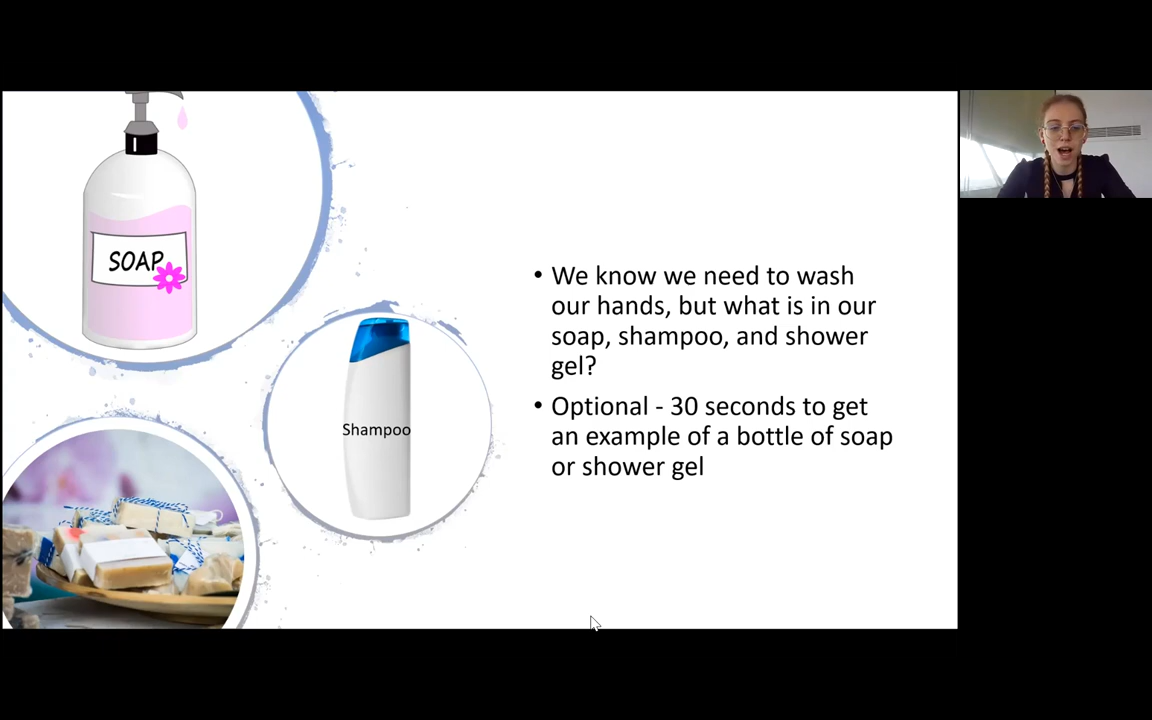 SOAP
Shampoo
• We know we need to wash
our hands, but what is in our
soap, shampoo, and shower
gel?
• Optional - 30 seconds to get
an example of a bottle of soap
or shower gel